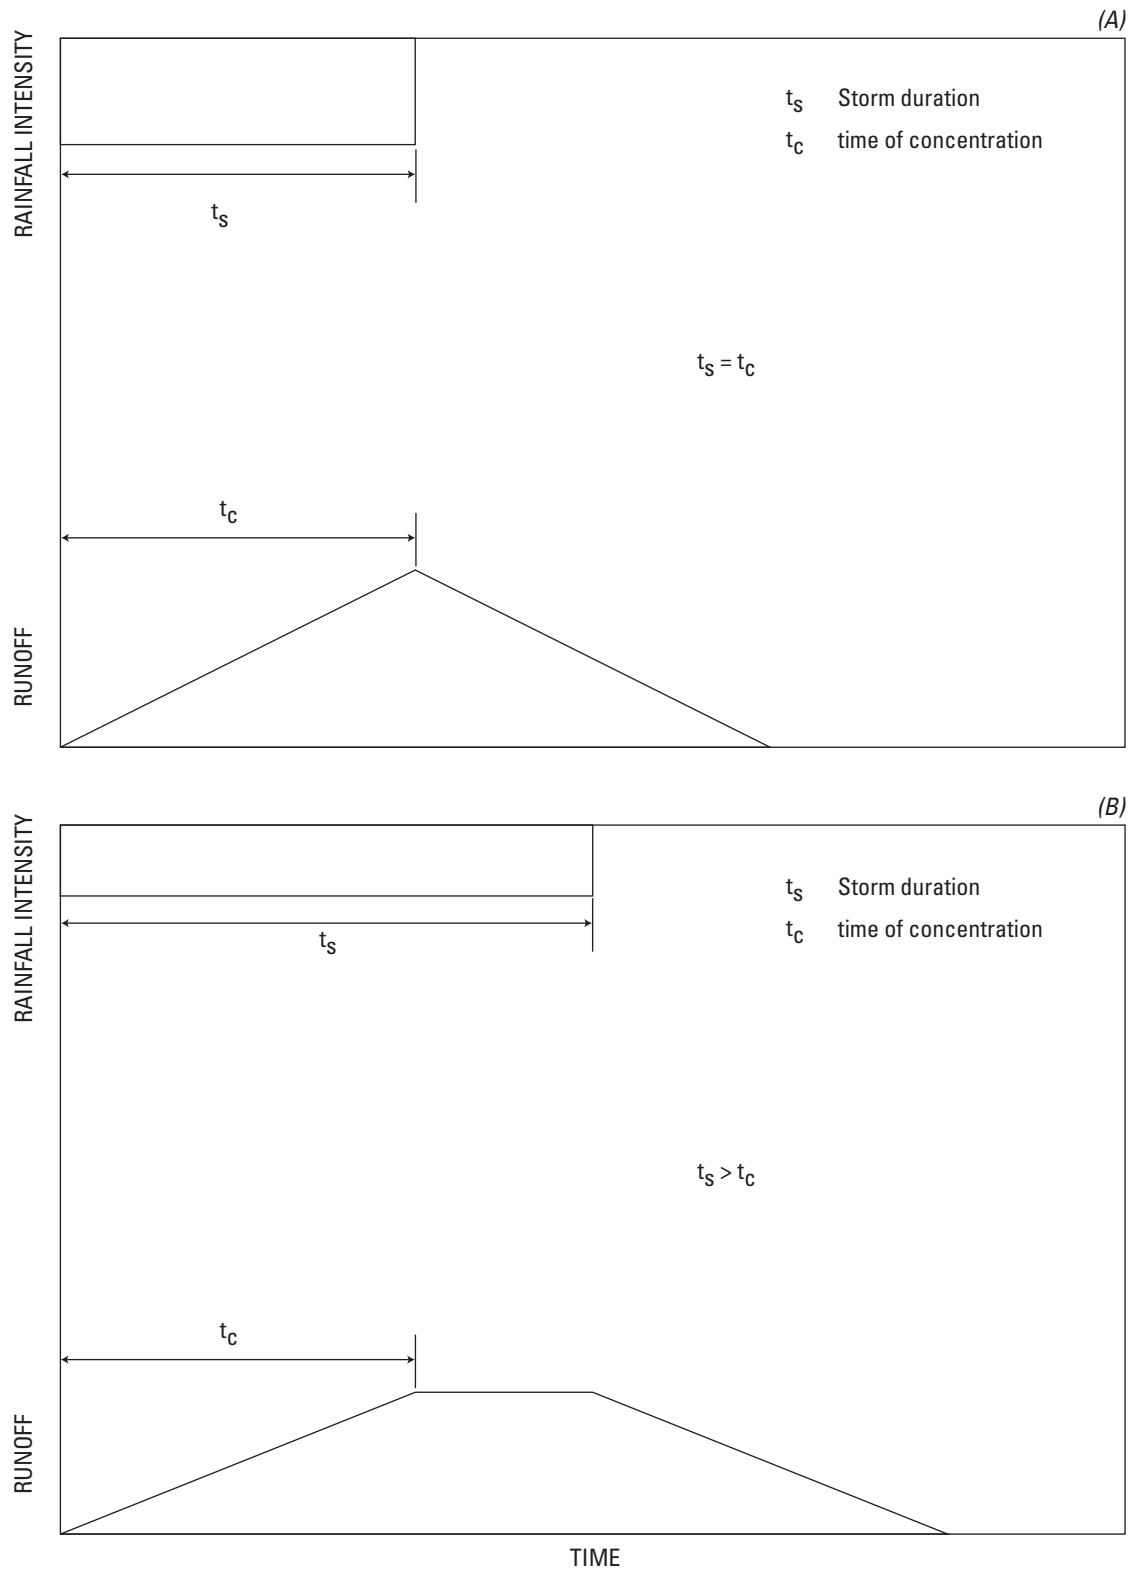 (A)
RAINFALL INTENSITY
ts Storm duration
tc time of concentration
ts
ts = tc
tc
RUNOFF
(B)
RAINFALL INTENSITY
ts Storm duration
tc time of concentration
ts
ts > tc
tc
RUNOFF
TIME